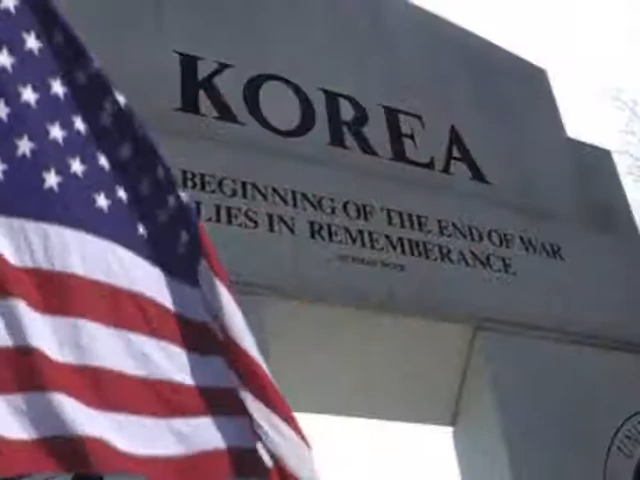 KOREA
BEGINNING OF THE END OF WAR
LIES IN REMEMBERANCE